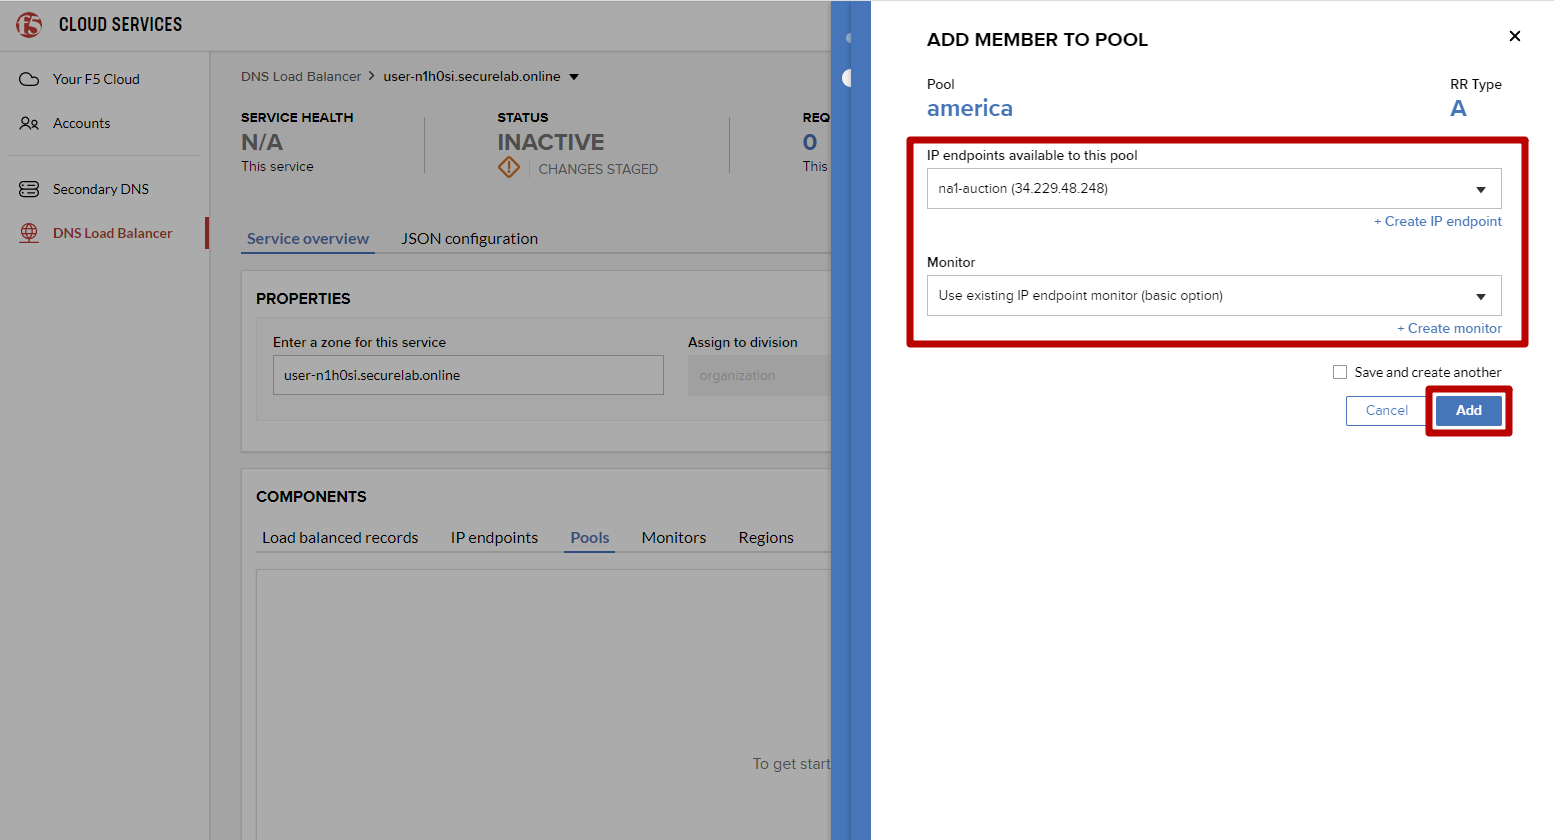 f5 CLOUD SERVICES
Your F5 Cloud
Accounts
Secondary DNS
DNS Load Balancer
DNS Load Balancer > user-n1h0si.securelab.online
SERVICE HEALTH
N/A
This service
STATUS
INACTIVE
CHANGES STAGED
REQ
0
This
Service overview
JSON configuration
PROPERTIES
Enter a zone for this service
user-n1h0si.securelab.online
Assign to division
organization
COMPONENTS
Load balanced records
IP endpoints
Pools
Monitors
Regions
To get start
ADD MEMBER TO POOL
Pool
america
RR Type
A
IP endpoints available to this pool
na1-auction (34.229.48.248)
+ Create IP endpoint
Monitor
Use existing IP endpoint monitor (basic option)
+ Create monitor
Save and create another
Cancel
Add